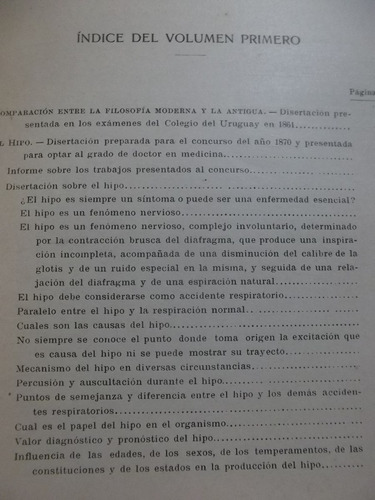 ÍNDICE DEL VOLUMEN PRIMERO
Página
COMPARACIÓN ENTRE LA FILOSOFÍA MODERNA Y LA ANTIGUA. — Disertación pre-
sentada en los exámenes del Colegio del Uruguay en 1861
EL HIPO. — Disertación preparada para el concurso del año 1870 y presentada
para optar al grado de doctor en medicina
Informe sobre los trabajos presentados al concurso
Disertación sobre el hipo
¿El hipo es siempre un síntoma o puede ser una enfermedad esencial?
El hipo es un fenómeno nervioso
El hipo es un fenómeno nervioso, complejo involuntario, determinado
por la contracción brusca del diafragma, que produce una inspira-
ción incompleta, acompañada de una disminución del calibre de la
glotis y de un ruido especial en la misma, y seguida de una rela-
jación del diafragma y de una espiración natural
El hipo debe considerarse como accidente respiratorio
Paralelo entre el hipo y la respiración normal
Cuales son las causas del hipo
No siempre se conoce el punto donde toma origen la excitación que
es causa del hipo ni se puede mostrar su trayecto
Mecanismo del hipo en diversas circunstancias
Percusión y auscultación durante el hipo
Puntos de semejanza y diferencia entre el hipo y los demás acciden-
tes respiratorios
Cual es el papel del hipo en el organismo
Valor diagnóstico y pronóstico del hipo
Influencia de las edades, de los sexos, de los temperamentos, de las
constituciones y de los estados en la producción del hipo